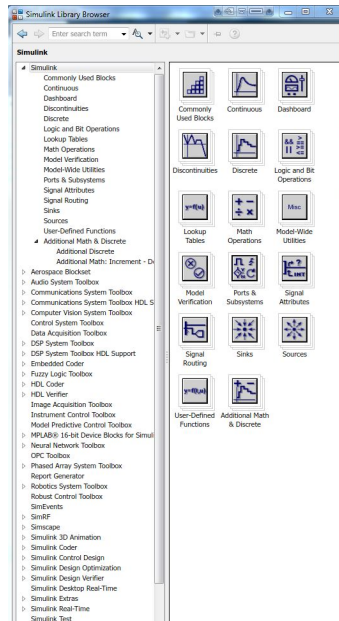 Simulink Library Browser
Enter search term
Simulink
Simulink
Commonly Used Blocks
Continuous
Dashboard
Discontinuities
Discrete
Logic and Bit Operations
Lookup Tables
Math Operations
Model Verification
Model-Wide Utilities
Ports & Subsystems
Signal Attributes
Signal Routing
Sinks
Sources
User-Defined Functions
Additional Math & Discrete
Additional Discrete
Additional Math: Increment - De
Aerospace Blockset
Audio System Toolbox
Communications System Toolbox
Communications System Toolbox HDL S
Computer Vision System Toolbox
Control System Toolbox
Data Acquisition Toolbox
DSP System Toolbox
DSP System Toolbox HDL Support
Embedded Coder
Fuzzy Logic Toolbox
HDL Coder
HDL Verifier
Image Acquisition Toolbox
Instrument Control Toolbox
Model Predictive Control Toolbox
MPLAB® 16-bit Device Blocks for Simuli
Neural Network Toolbox
OPC Toolbox
Phased Array System Toolbox
Report Generator
Robotics System Toolbox
Robust Control Toolbox
SimEvents
SimRF
Simscape
Simulink 3D Animation
Simulink Coder
Simulink Control Design
Simulink Design Optimization
Simulink Design Verifier
Simulink Desktop Real-Time
Simulink Extras
Simulink Real-Time
Simulink Test
Commonly
Used Blocks
Continuous
Dashboard
Discontinuities
Discrete
&& >=
|| <=
Logic and Bit
Operations
y=f(u)
Lookup
Tables
+ −
÷ ×
Math
Operations
Misc
Model-Wide
Utilities
Model
Verification
Ports &
Subsystems
?
INT
Signal
Attributes
Signal
Routing
Sinks
Sources
y=f(u)
User-Defined
Functions
Additional Math
& Discrete